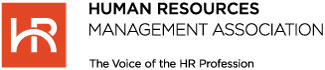 HR
HUMAN RESOURCES
MANAGEMENT ASSOCIATION
The Voice of the HR Profession